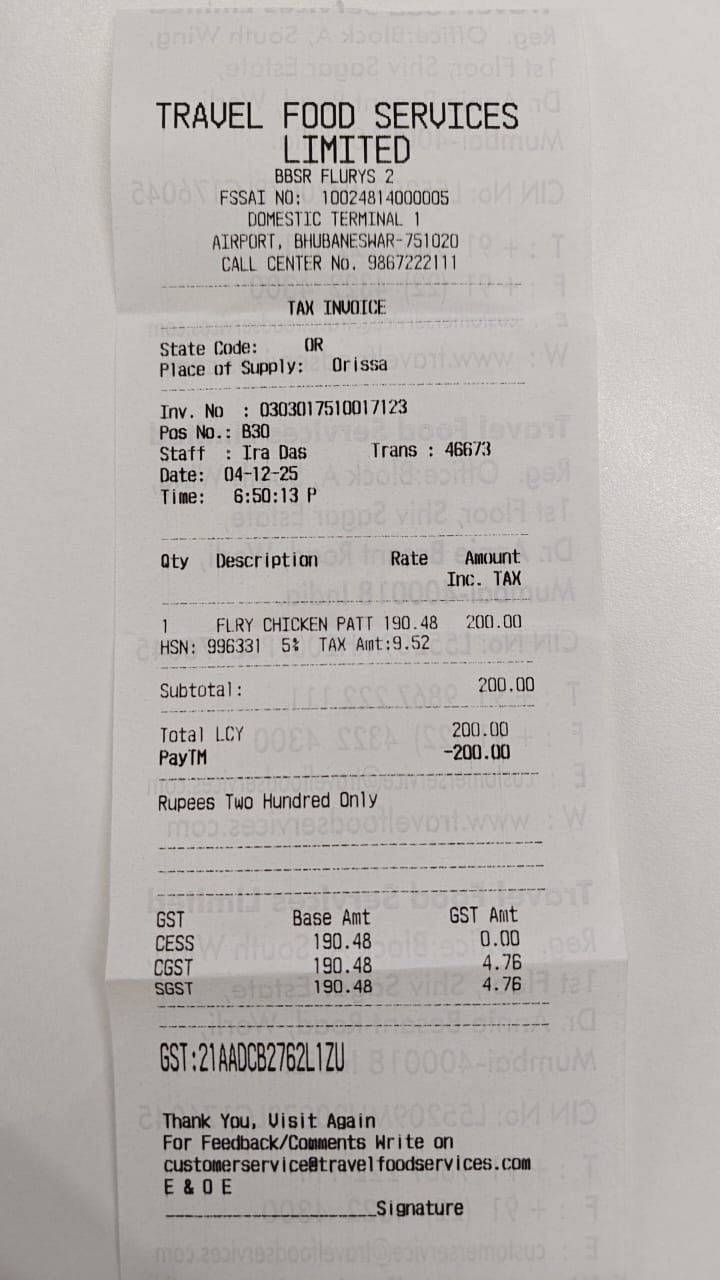 TRAVEL FOOD SERVICES
LIMITED
BBSR FLURYS 2
FSSAI NO: 10024814000005
DOMESTIC TERMINAL 1
AIRPORT, BHUBANESWAR-751020
CALL CENTER No. 9867222111
TAX INVOICE
State Code: OR
Place of Supply: Orissa
Inv. No : 0303017510017123
Pos No.: B30
Staff : Ira Das Trans : 46673
Date: 04-12-25
Time: 6:50:13 P
Qty Description Rate Amount
Inc. TAX
1 FLRY CHICKEN PATT 190.48 200.00
HSN: 996331 5% TAX Amt:9.52
Subtotal: 200.00
Total LCY 200.00
PayTM -200.00
Rupees Two Hundred Only
GST Base Amt GST Amt
CESS 190.48 0.00
CGST 190.48 4.76
SGST 190.48 4.76
GST:21AADCB2762L1ZU
Thank You, Visit Again
For Feedback/Comments Write on
customerservice@travelfoodservices.com
E & O E
Signature